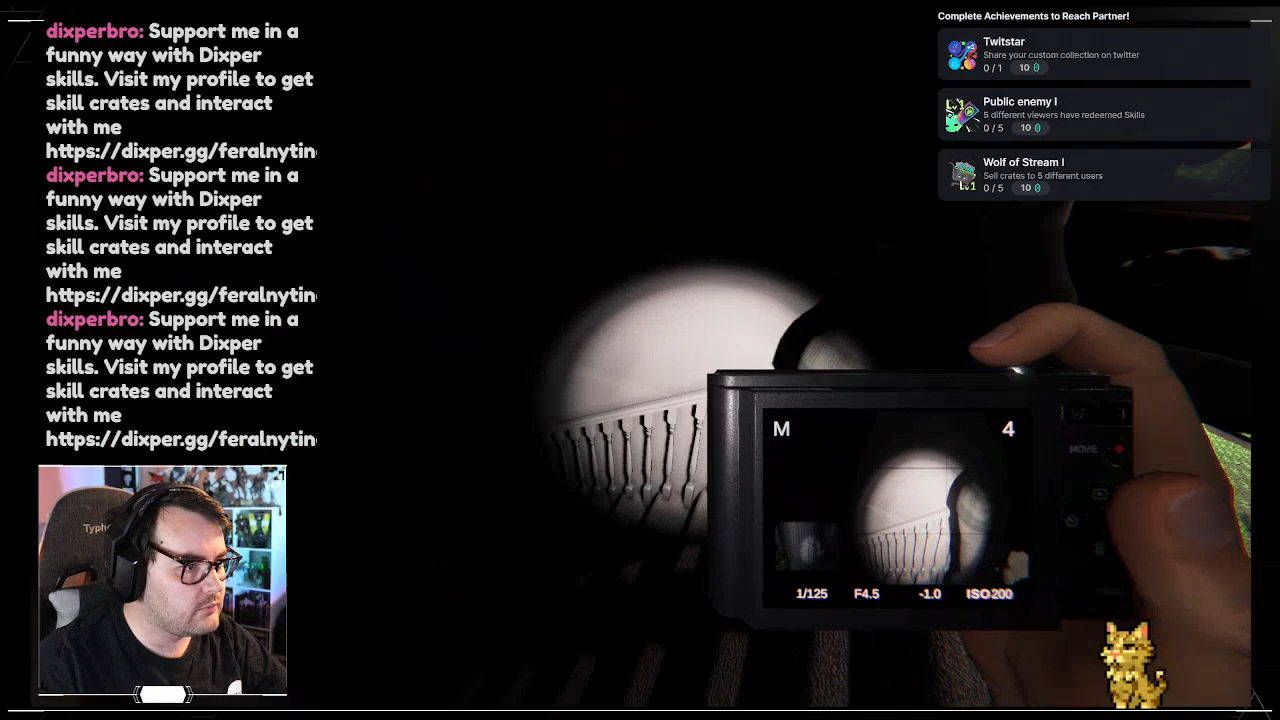 dixperbro: Support me in a
funny way with Dixper
skills. Visit my profile to get
skill crates and interact
with me
https://dixper.gg/feralnytin
dixperbro: Support me in a
funny way with Dixper
skills. Visit my profile to get
skill crates and interact
with me
https://dixper.gg/feralnytin
dixperbro: Support me in a
funny way with Dixper
skills. Visit my profile to get
skill crates and interact
with me
https://dixper.gg/feralnytin
Complete Achievements to Reach Partner!
Twitstar
Share your custom collection on twitter
0 / 1 10
Public enemy I
5 different viewers have redeemed Skills
0 / 5 10
Wolf of Stream I
Sell crates to 5 different users
0 / 5 10
M 4
MOVIE
1/125 F4.5 -1.0 ISO200